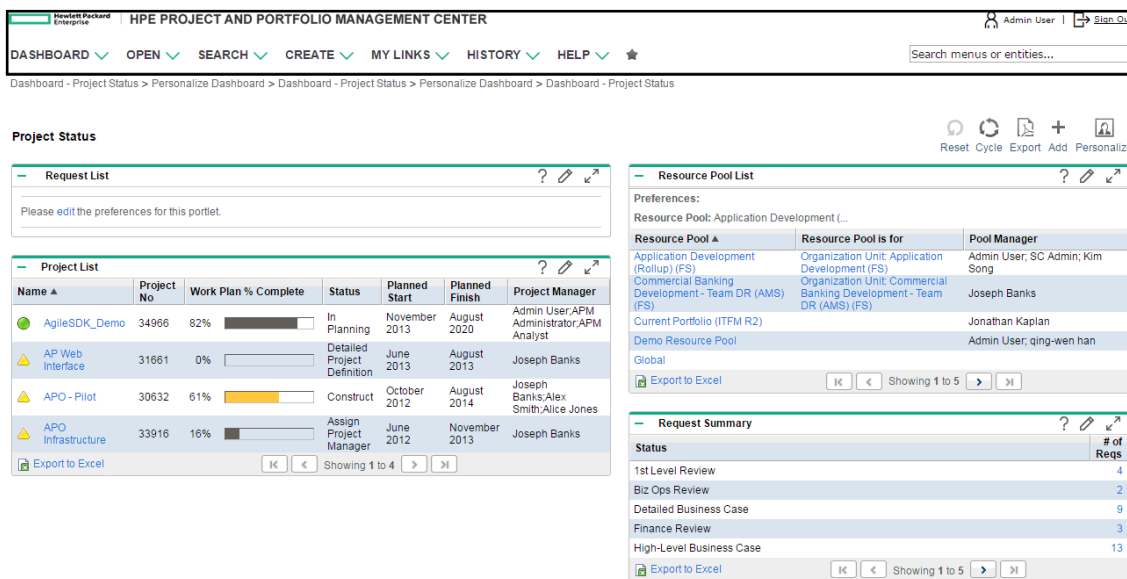 Hewlett Packard
Enterprise
HPE PROJECT AND PORTFOLIO MANAGEMENT CENTER
Admin User | Sign Ou
DASHBOARD OPEN SEARCH CREATE MY LINKS HISTORY HELP
Search menus or entities...
Dashboard - Project Status > Personalize Dashboard > Dashboard - Project Status > Personalize Dashboard > Dashboard - Project Status
Project Status
Reset Cycle Export Add Personaliz
Request List
Please edit the preferences for this portlet.
Project List
Name Project No Work Plan % Complete Status Planned Start Planned Finish Project Manager
AgileSDK_Demo 34966 82% In Planning November 2013 August 2020 Admin User;APM Administrator;APM Analyst
AP Web Interface 31661 0% Detailed Project Definition June 2013 August 2013 Joseph Banks
APO - Pilot 30632 61% Construct October 2012 August 2014 Joseph Banks;Alex Smith;Alice Jones
APO Infrastructure 33916 16% Assign Project Manager June 2012 November 2013 Joseph Banks
Export to Excel Showing 1 to 4
Resource Pool List
Preferences:
Resource Pool: Application Development (...
Resource Pool Resource Pool is for Pool Manager
Application Development (Rollup) (FS) Organization Unit: Application Development (FS) Admin User; SC Admin; Kim Song
Commercial Banking Development - Team DR (AMS) (FS) Organization Unit: Commercial Banking Development - Team DR (AMS) (FS) Joseph Banks
Current Portfolio (ITFM R2) Jonathan Kaplan
Demo Resource Pool Admin User; qing-wen han
Global
Export to Excel Showing 1 to 5
Request Summary
Status # of Reqs
1st Level Review 4
Biz Ops Review 2
Detailed Business Case 9
Finance Review 3
High-Level Business Case 13
Export to Excel Showing 1 to 5